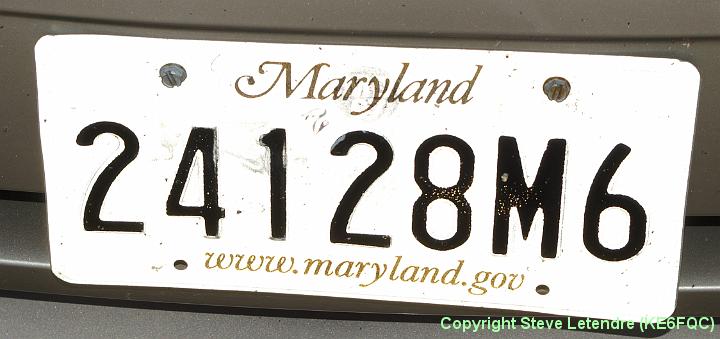 Maryland
24128M6
www.maryland.gov
Copyright Steve Letendre (KE6FQC)